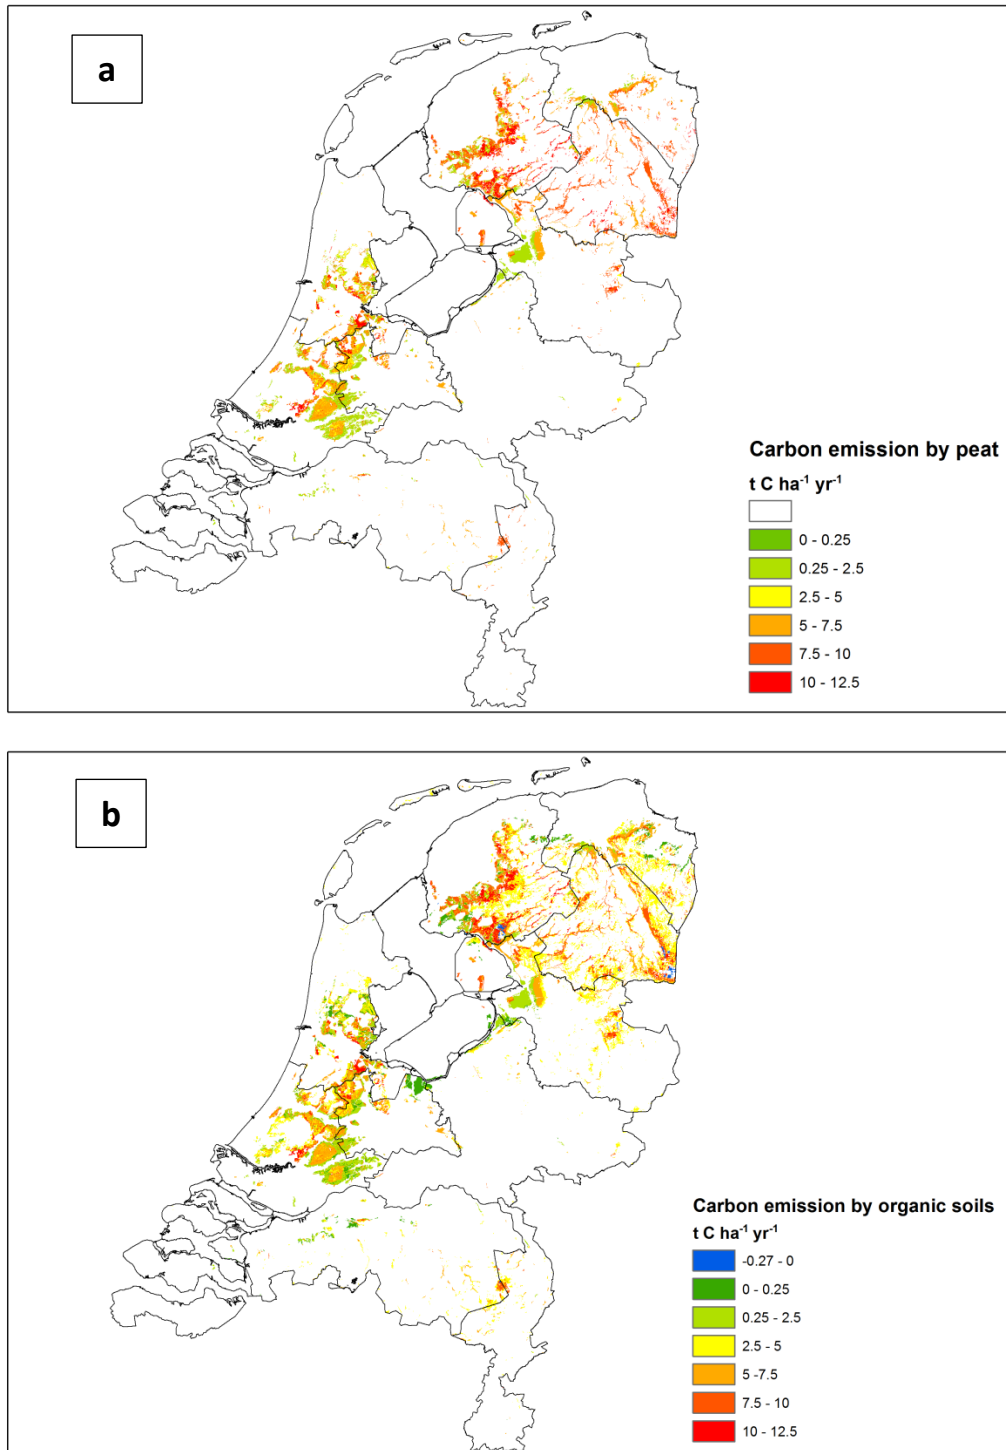 a
Carbon emission by peat
t C ha⁻¹ yr⁻¹
0 - 0.25
0.25 - 2.5
2.5 - 5
5 - 7.5
7.5 - 10
10 - 12.5
b
Carbon emission by organic soils
t C ha⁻¹ yr⁻¹
-0.27 - 0
0 - 0.25
0.25 - 2.5
2.5 - 5
5 -7.5
7.5 - 10
10 - 12.5